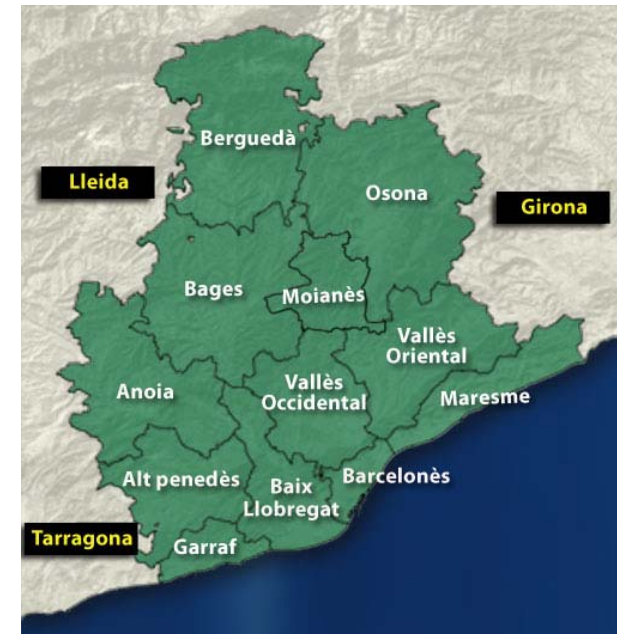 Berguedà
Lleida
Osona
Girona
Bages
Moianès
Vallès
Oriental
Anoia
Vallès
Occidental
Maresme
Alt penedès
Baix
Llobregat
Barcelonès
Tarragona
Garraf